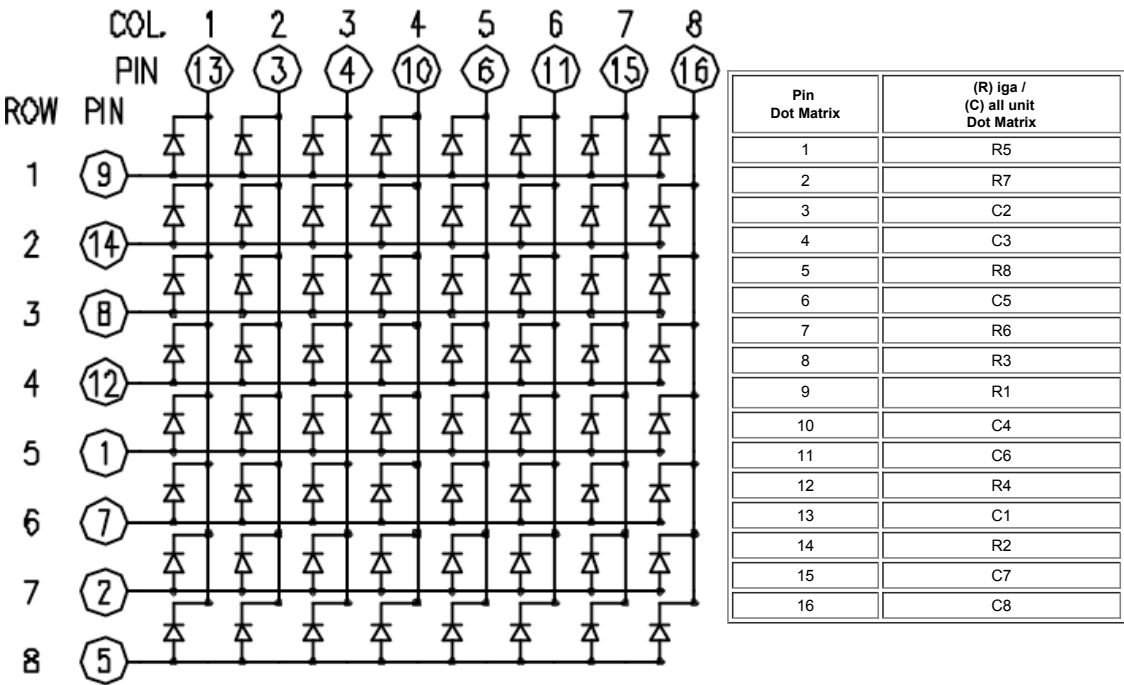 COL. 1 2 3 4 5 6 7 8
PIN 13 3 4 10 6 11 15 16
ROW PIN
1 9
2 14
3 8
4 12
5 1
6 7
7 2
8 5
Pin
Dot Matrix
(R) iga /
(C) all unit
Dot Matrix
1 R5
2 R7
3 C2
4 C3
5 R8
6 C5
7 R6
8 R3
9 R1
10 C4
11 C6
12 R4
13 C1
14 R2
15 C7
16 C8